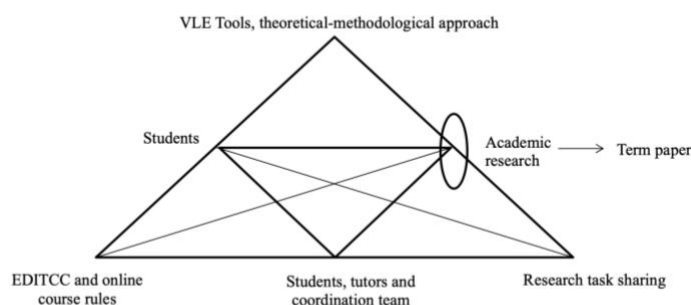 VLE Tools, theoretical-methodological approach
Students
Academic
research
Term paper
EDITCC and online
course rules
Students, tutors and
coordination team
Research task sharing